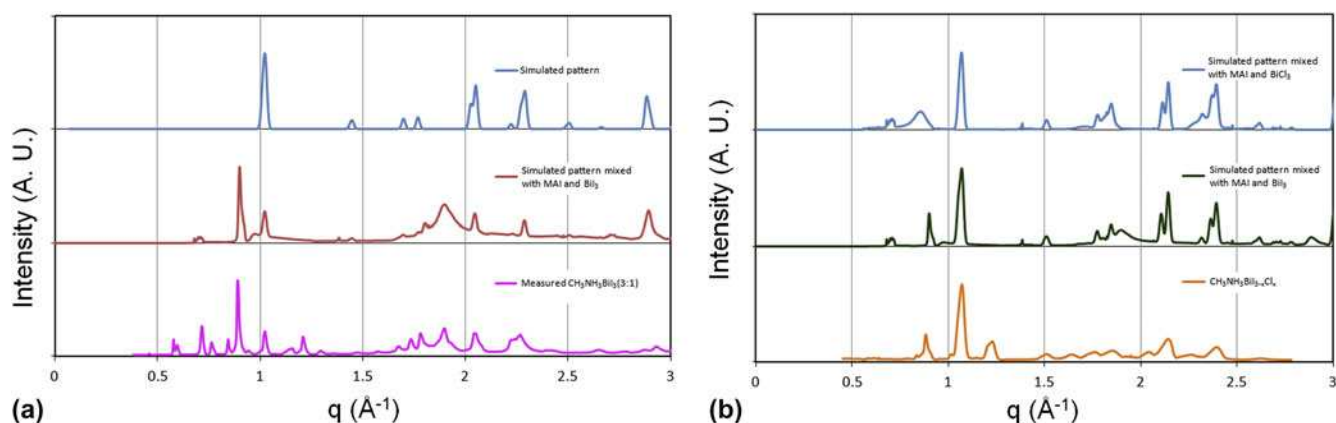 Intensity (A. U.)
Simulated pattern
Simulated pattern mixed
with MAI and BiI₃
Measured CH₃NH₃BiI₃(3:1)
0 0.5 1 1.5 2 2.5 3
(a)
q (Å⁻¹)
Intensity (A. U.)
Simulated pattern mixed
with MAI and BiCl₃
Simulated pattern mixed
with MAI and BiI₃
CH₃NH₃BiI₃₋ₓClₓ
0 0.5 1 1.5 2 2.5 3
(b)
q (Å⁻¹)